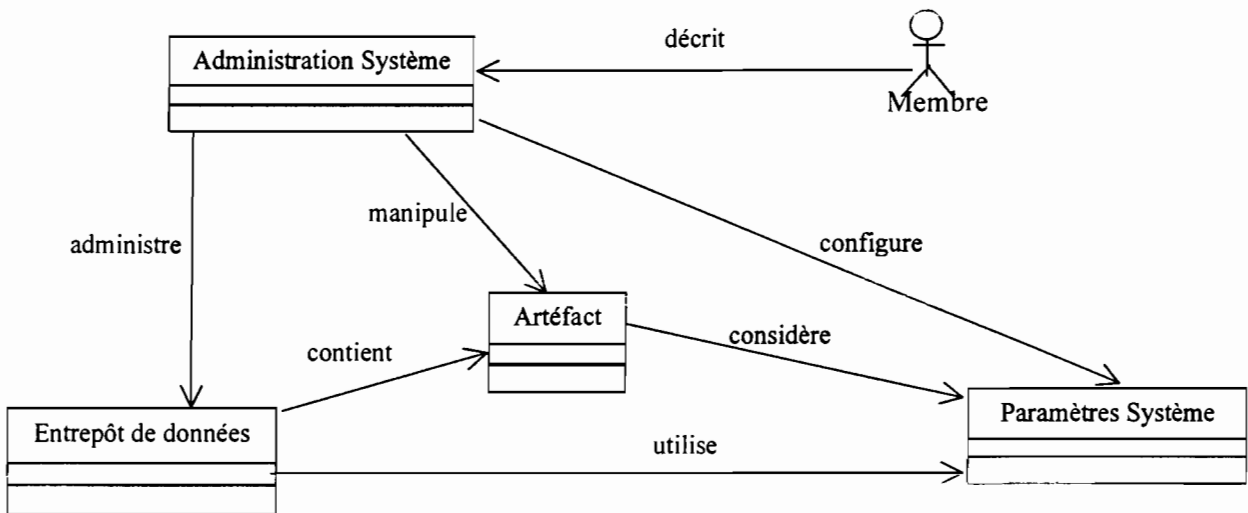 décrit
Administration Système
Membre
manipule
administre
configure
Artéfact
considère
contient
Paramètres Système
Entrepôt de données
utilise